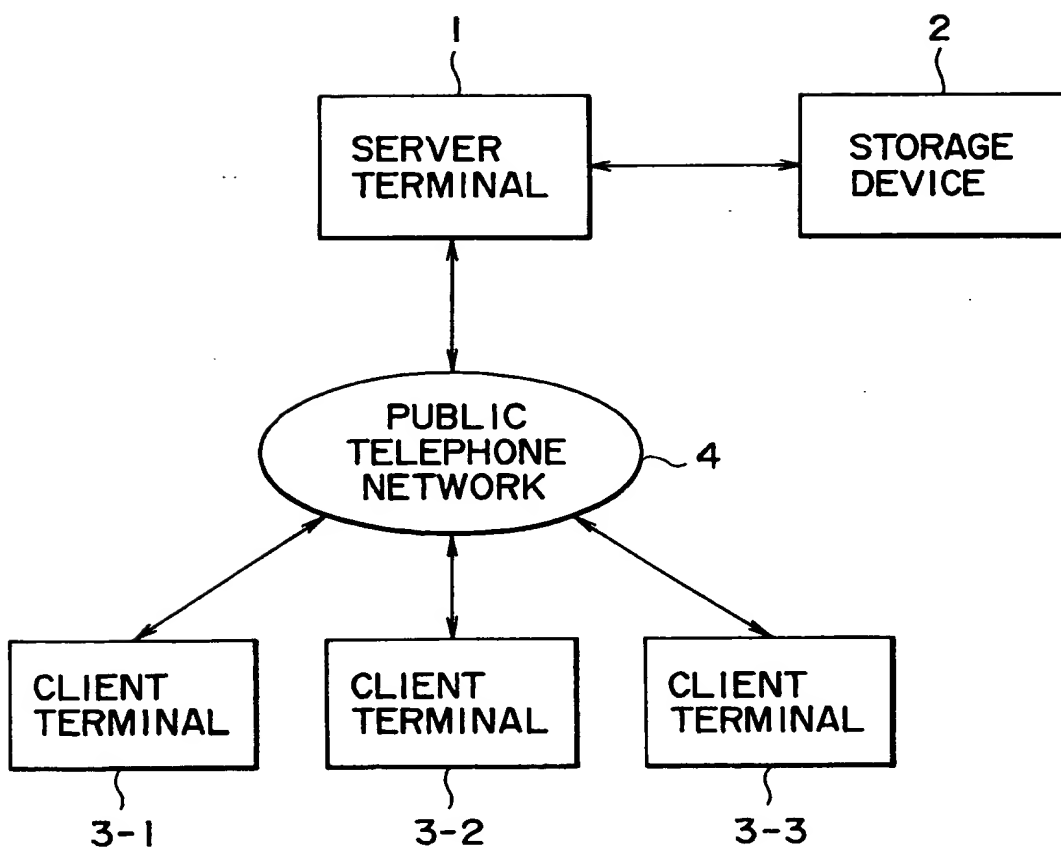 1
2
SERVER
TERMINAL
STORAGE
DEVICE
PUBLIC
TELEPHONE
NETWORK
4
CLIENT
TERMINAL
CLIENT
TERMINAL
CLIENT
TERMINAL
3-1
3-2
3-3